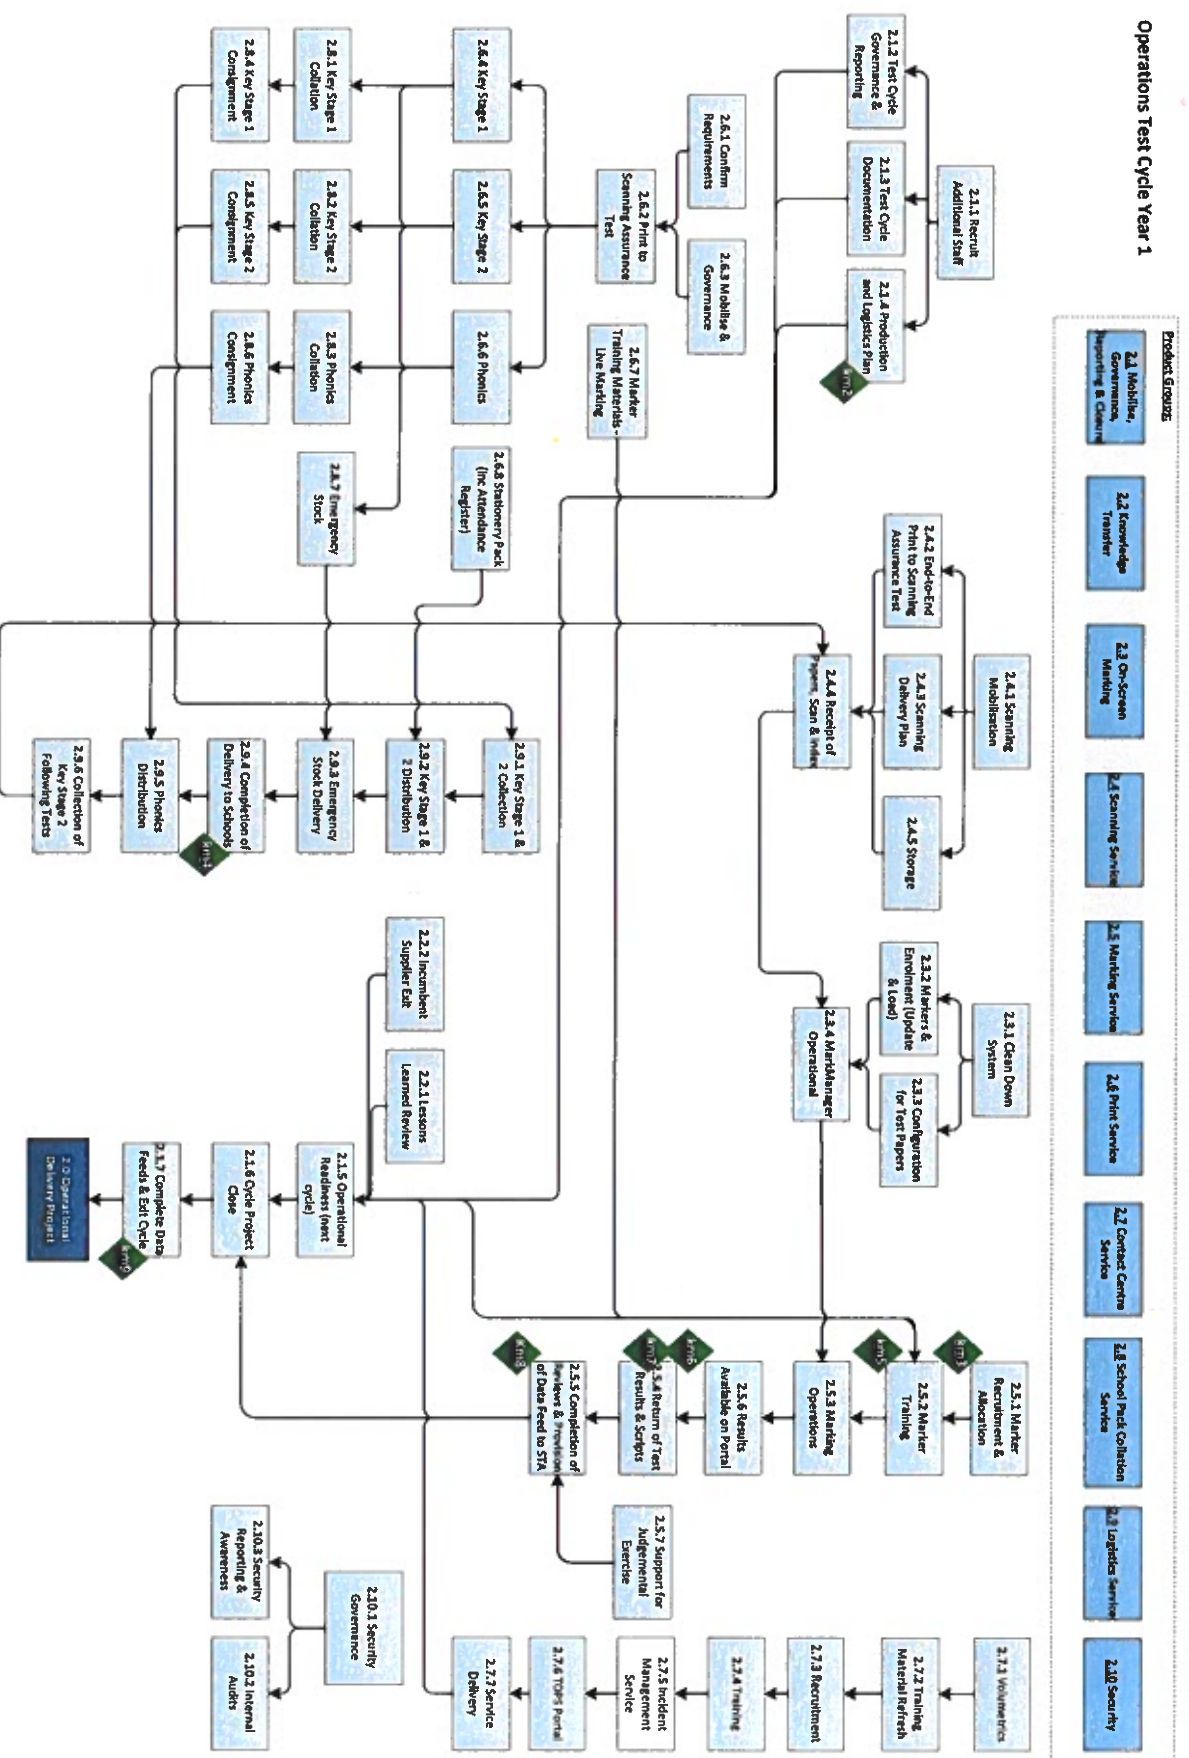 Operations Test Cycle Year 1
Product Groups:
2.1 Mobilise,
Governance,
Reporting & Closure
2.2 Knowledge
Transfer
2.3 On-Screen
Marking
2.4 Scanning Service
2.5 Marking Service
2.6 Print Service
2.7 Contact Centre
Service
2.8 School Pack Collation
Service
2.9 Logistics Service
2.10 Security
2.1.1 Recruit
Additional Staff
2.1.2 Test Cycle
Governance &
Reporting
2.1.3 Test Cycle
Documentation
2.1.4 Production
and Logistics Plan
km2
2.6.1 Confirm
Requirements
2.6.3 Mobilise &
Governance
2.6.2 Print to
Scanning Assurance
Test
2.6.7 Marker
Training Materials -
Live Marking
2.6.4 Key Stage 1
2.6.5 Key Stage 2
2.6.6 Phonics
2.6.8 Stationery Pack
(Inc Attendance
Register)
2.8.1 Key Stage 1
Collation
2.8.2 Key Stage 2
Collation
2.8.3 Phonics
Collation
2.8.7 Emergency
Stock
2.8.4 Key Stage 1
Consignment
2.8.5 Key Stage 2
Consignment
2.8.6 Phonics
Consignment
2.4.1 Scanning
Mobilisation
2.4.2 End-to-End
Print to Scanning
Assurance Test
2.4.3 Scanning
Delivery Plan
2.4.5 Storage
2.4.4 Receipt of
Papers, Scan & Index
2.9.1 Key Stage 1 &
2 Collection
2.9.2 Key Stage 1 &
2 Distribution
2.9.3 Emergency
Stock Delivery
2.9.4 Completion of
Delivery to Schools
km4
2.9.5 Phonics
Distribution
2.9.6 Collection of
Key Stage 2
Following Tests
2.3.1 Clean Down
System
2.3.2 Markers &
Enrolment (Update
& Load)
2.3.3 Configuration
for Test Papers
2.3.4 MarkManager
Operational
2.2.2 Incumbent
Supplier Exit
2.2.1 Lessons
Learned Review
2.1.5 Operational
Readiness (next
cycle)
2.1.6 Cycle Project
Close
2.1.7 Complete Data
Feeds & Exit Cycle
km9
2.0 Operational
Delivery Project
km3
2.5.1 Marker
Recruitment &
Allocation
km5
2.5.2 Marker
Training
2.5.3 Marking
Operations
2.5.6 Results
Available on Portal
km6
km7
2.5.4 Return of Test
Results & Scripts
Km8
2.5.5 Completion of
Reviews & Provision
of Data Feed to STA
2.5.7 Support for
Judgemental
Exercise
2.7.1 Volumetrics
2.7.2 Training
Material Refresh
2.7.3 Recruitment
2.7.4 Training
2.7.5 Incident
Management
Service
2.7.6 TOPS Portal
2.7.7 Service
Delivery
2.10.1 Security
Governance
2.10.3 Security
Reporting &
Awareness
2.10.2 Internal
Audits